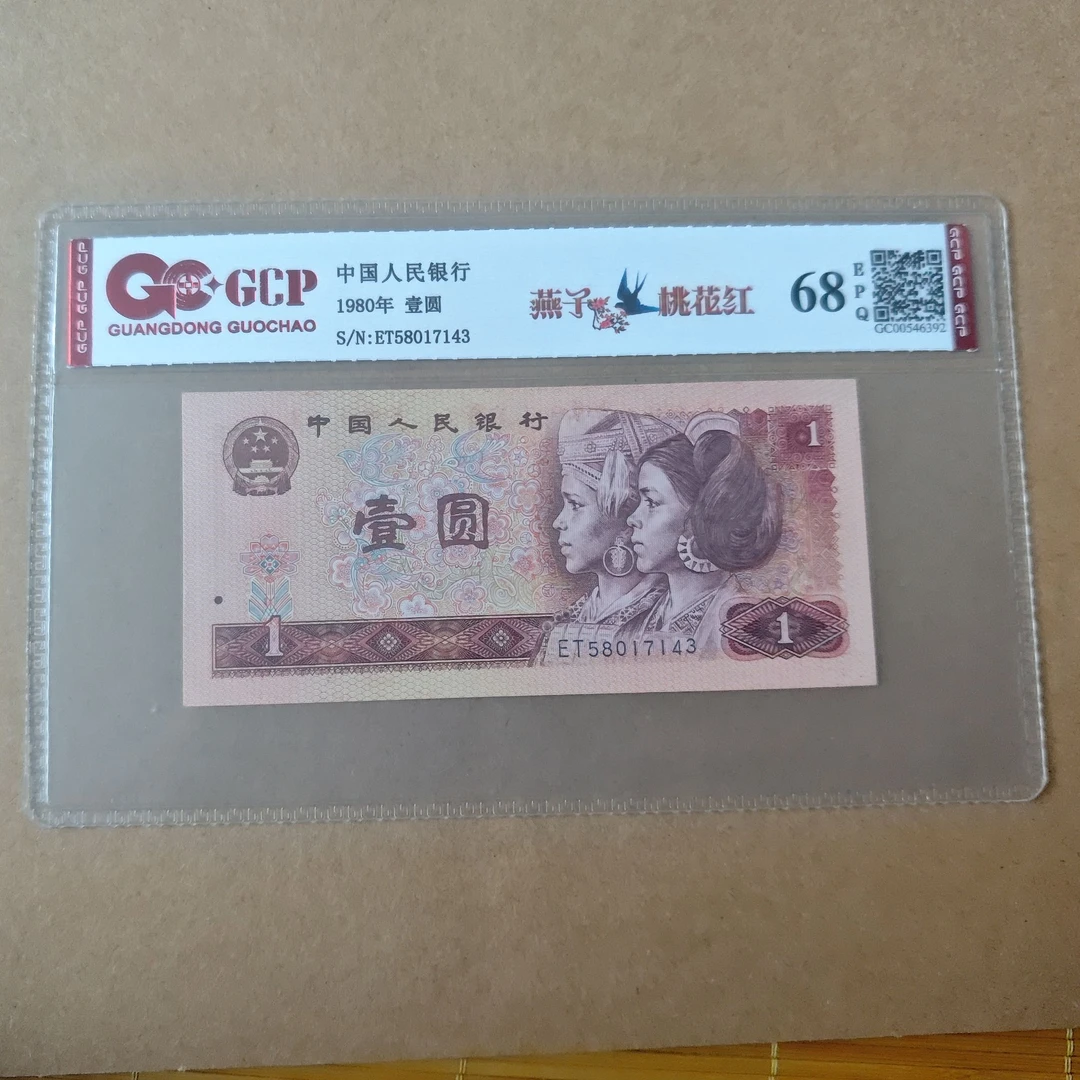 GCP GCP GCP
GCP
GUANGDONG GUOCHAO
中国人民银行
1980年 壹圆
S/N:ET58017143
燕子 桃花红
68
EPQ
GC00546392
GCP GCP GCP
中国人民银行
1
壹圆
1
ET58017143
1